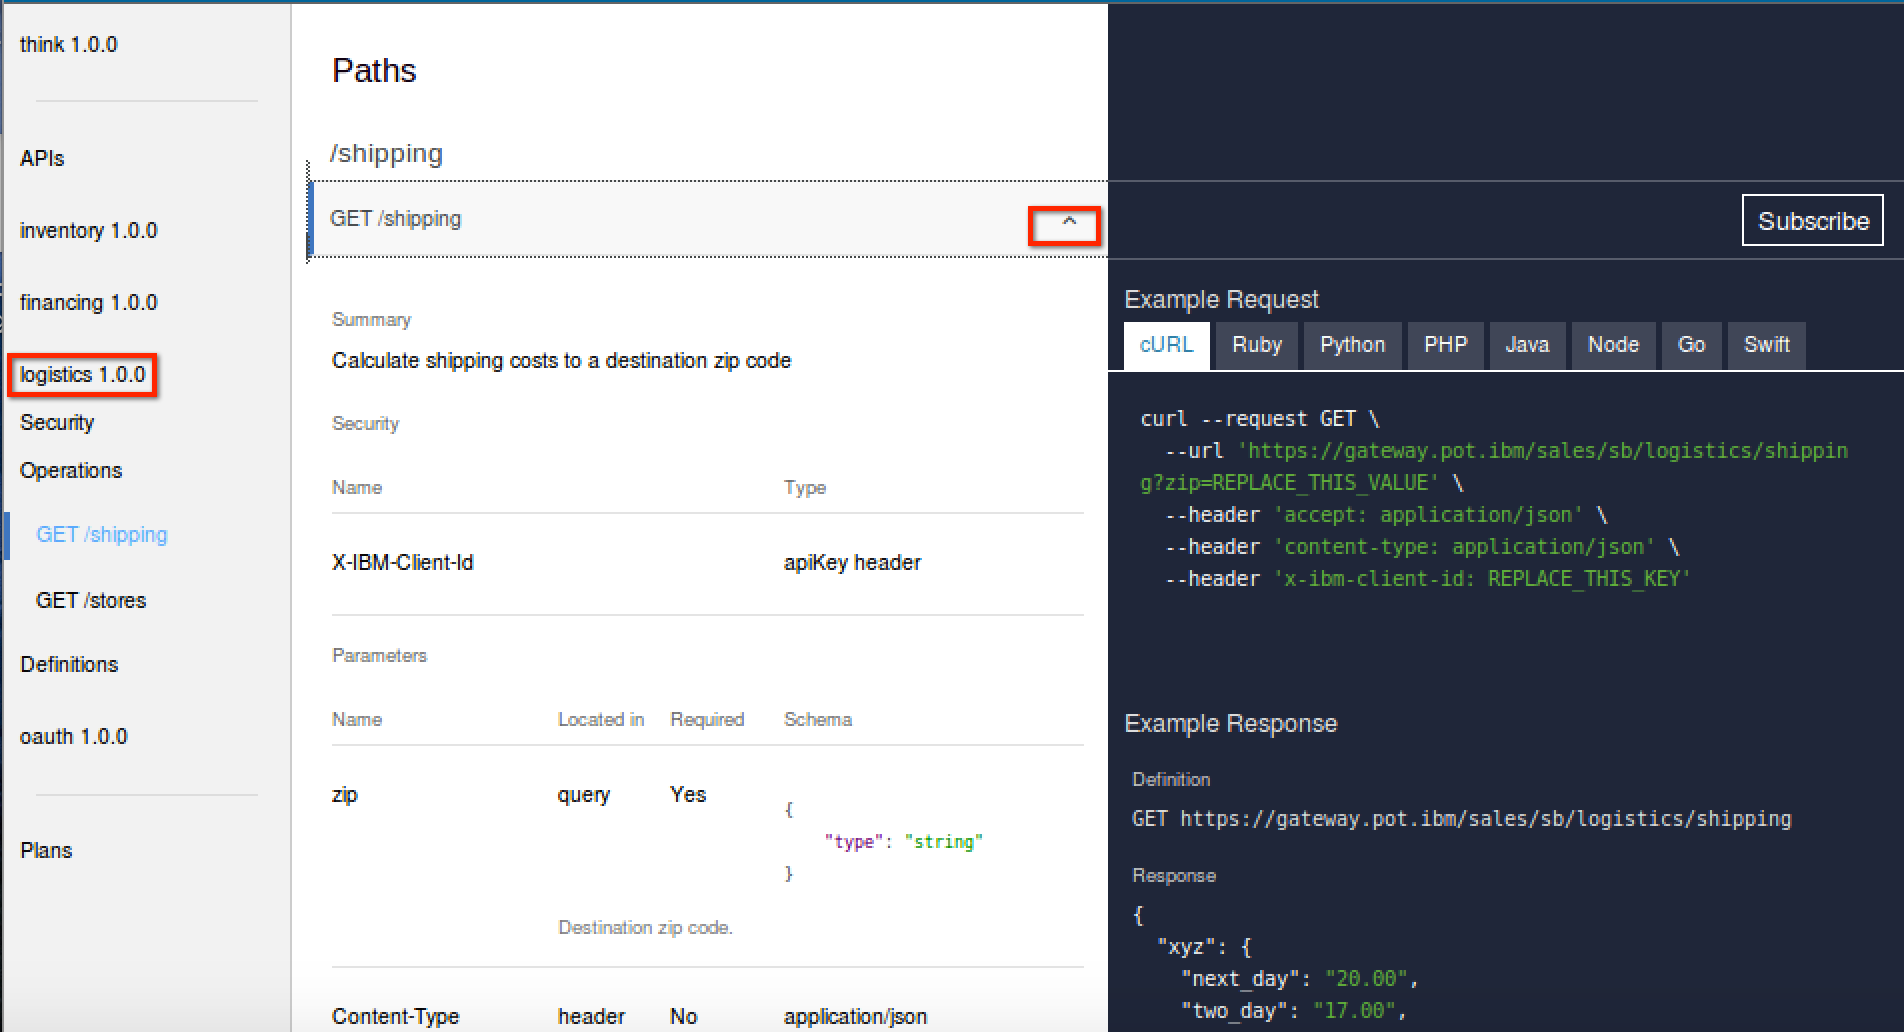 think 1.0.0
APIs
inventory 1.0.0
financing 1.0.0
logistics 1.0.0
Security
Operations
GET /shipping
GET /stores
Definitions
oauth 1.0.0
Plans
Paths
/shipping
GET /shipping
Summary
Calculate shipping costs to a destination zip code
Security
Name Type
X-IBM-Client-Id apiKey header
Parameters
Name Located in Required Schema
zip query Yes
{
"type": "string"
}
Destination zip code.
Content-Type header No application/json
Subscribe
Example Request
cURL Ruby Python PHP Java Node Go Swift
curl --request GET \
--url 'https://gateway.pot.ibm/sales/sb/logistics/shippin
g?zip=REPLACE_THIS_VALUE' \
--header 'accept: application/json' \
--header 'content-type: application/json' \
--header 'x-ibm-client-id: REPLACE_THIS_KEY'
Example Response
Definition
GET https://gateway.pot.ibm/sales/sb/logistics/shipping
Response
{
"xyz": {
"next_day": "20.00",
"two_day": "17.00",